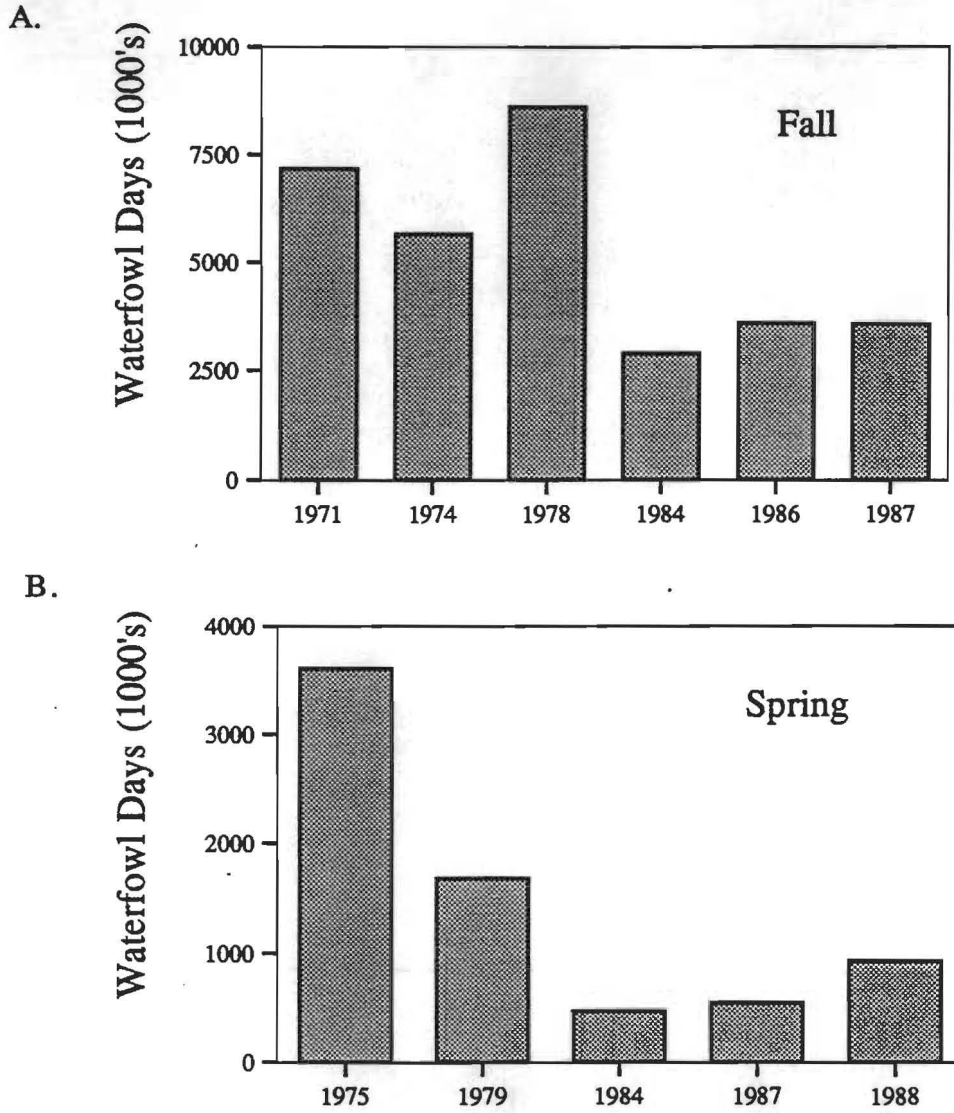 A.
Waterfowl Days (1000's)
10000
7500
5000
2500
0
Fall
1971 1974 1978 1984 1986 1987
B.
Waterfowl Days (1000's)
4000
3000
2000
1000
0
Spring
1975 1979 1984 1987 1988